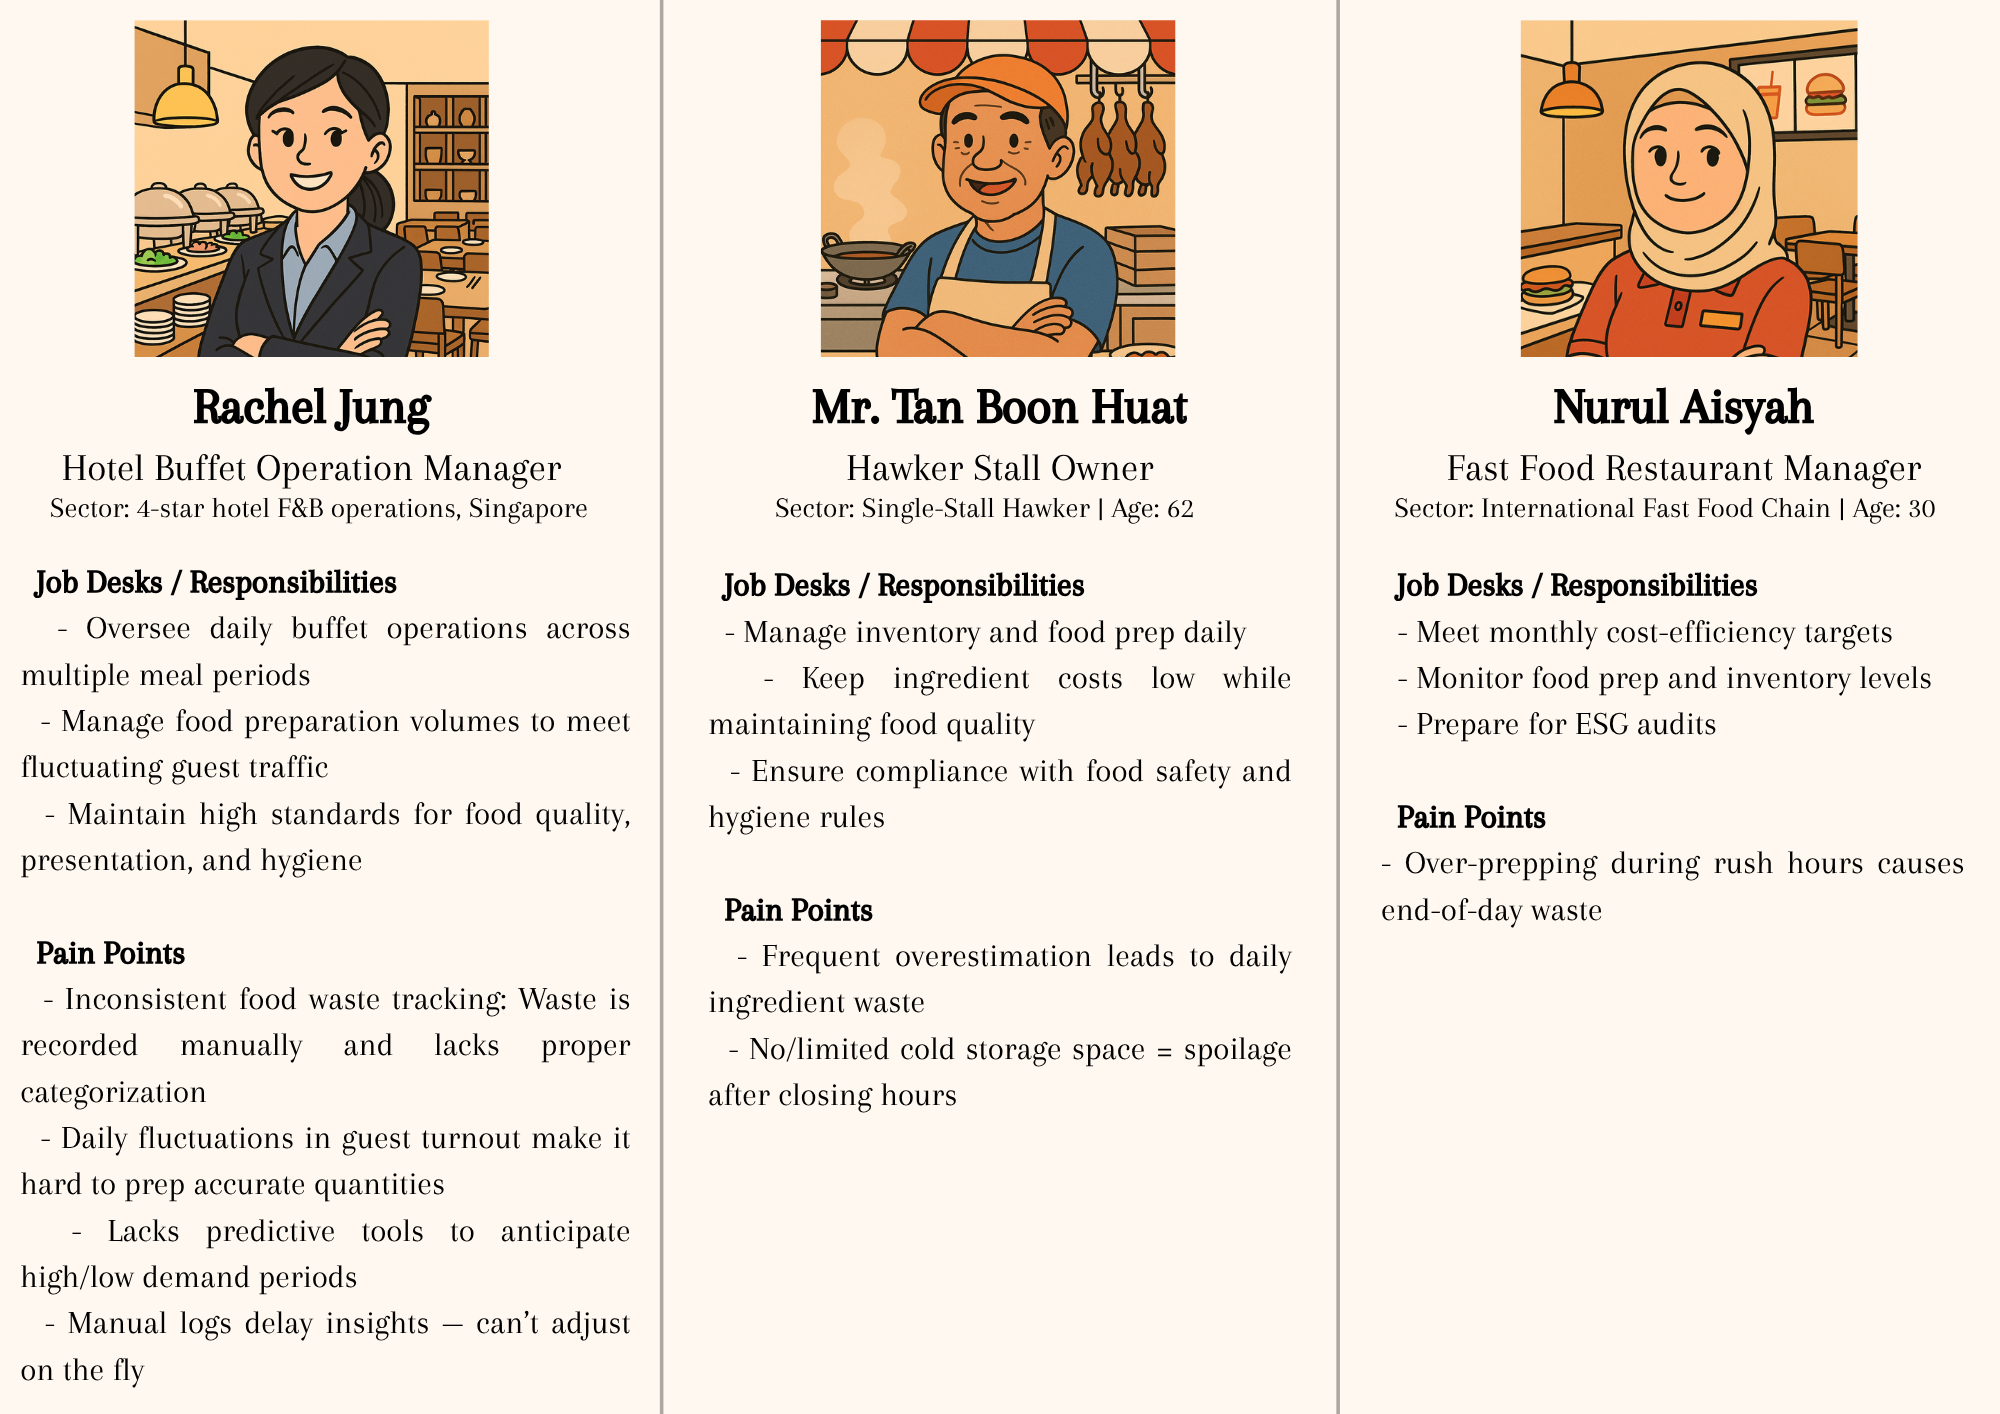 Rachel Jung
Hotel Buffet Operation Manager
Sector: 4-star hotel F&B operations, Singapore
Job Desks / Responsibilities
- Oversee daily buffet operations across
multiple meal periods
- Manage food preparation volumes to meet
fluctuating guest traffic
- Maintain high standards for food quality,
presentation, and hygiene
Pain Points
- Inconsistent food waste tracking: Waste is
recorded manually and lacks proper
categorization
- Daily fluctuations in guest turnout make it
hard to prep accurate quantities
- Lacks predictive tools to anticipate
high/low demand periods
- Manual logs delay insights — can’t adjust
on the fly
Mr. Tan Boon Huat
Hawker Stall Owner
Sector: Single-Stall Hawker | Age: 62
Job Desks / Responsibilities
- Manage inventory and food prep daily
- Keep ingredient costs low while
maintaining food quality
- Ensure compliance with food safety and
hygiene rules
Pain Points
- Frequent overestimation leads to daily
ingredient waste
- No/limited cold storage space = spoilage
after closing hours
Nurul Aisyah
Fast Food Restaurant Manager
Sector: International Fast Food Chain | Age: 30
Job Desks / Responsibilities
- Meet monthly cost-efficiency targets
- Monitor food prep and inventory levels
- Prepare for ESG audits
Pain Points
- Over-prepping during rush hours causes
end-of-day waste